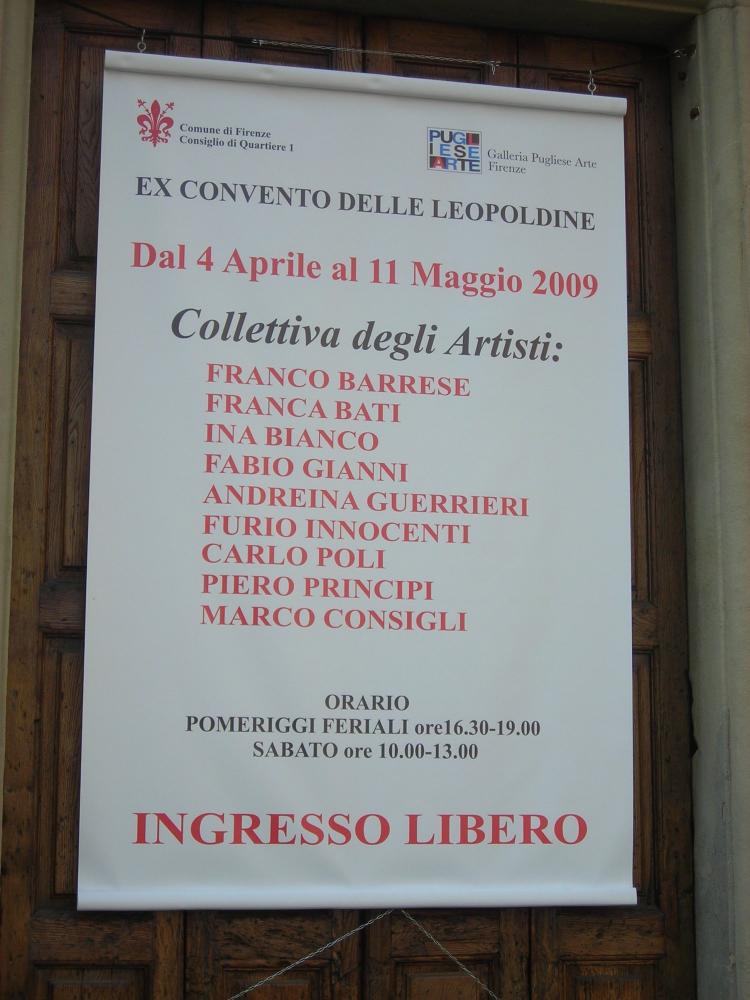 Comune di Firenze
Consiglio di Quartiere 1
PUGL
IESE
ARTE
Galleria Pugliese Arte
Firenze
EX CONVENTO DELLE LEOPOLDINE
Dal 4 Aprile al 11 Maggio 2009
Collettiva degli Artisti:
FRANCO BARRESE
FRANCA BATI
INA BIANCO
FABIO GIANNI
ANDREINA GUERRIERI
FURIO INNOCENTI
CARLO POLI
PIERO PRINCIPI
MARCO CONSIGLI
ORARIO
POMERIGGI FERIALI ore16.30-19.00
SABATO ore 10.00-13.00
INGRESSO LIBERO